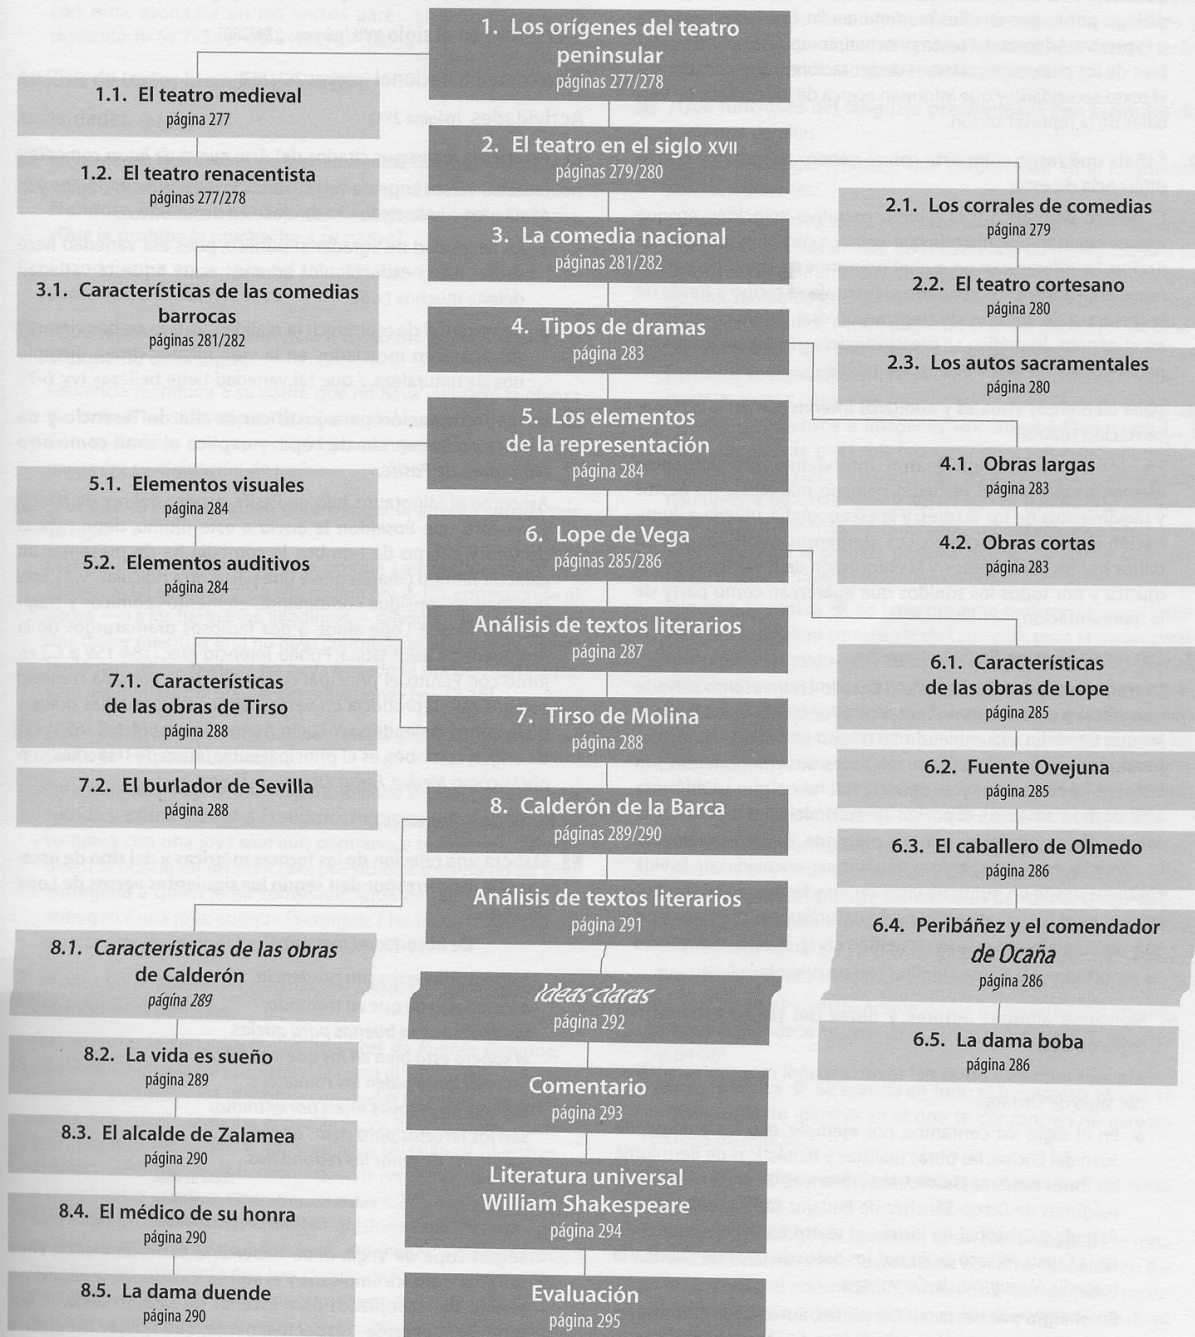 1. Los orígenes del teatro
peninsular
páginas 277/278
1.1. El teatro medieval
página 277
1.2. El teatro renacentista
páginas 277/278
2. El teatro en el siglo XVII
páginas 279/280
2.1. Los corrales de comedias
página 279
2.2. El teatro cortesano
página 280
2.3. Los autos sacramentales
página 280
3. La comedia nacional
páginas 281/282
3.1. Características de las comedias
barrocas
páginas 281/282
4. Tipos de dramas
página 283
4.1. Obras largas
página 283
4.2. Obras cortas
página 283
5. Los elementos
de la representación
página 284
5.1. Elementos visuales
página 284
5.2. Elementos auditivos
página 284
6. Lope de Vega
páginas 285/286
6.1. Características
de las obras de Lope
página 285
6.2. Fuente Ovejuna
página 285
6.3. El caballero de Olmedo
página 286
6.4. Peribáñez y el comendador
de Ocaña
página 286
6.5. La dama boba
página 286
Análisis de textos literarios
página 287
7. Tirso de Molina
página 288
7.1. Características
de las obras de Tirso
página 288
7.2. El burlador de Sevilla
página 288
8. Calderón de la Barca
páginas 289/290
8.1. Características de las obras
de Calderón
página 289
8.2. La vida es sueño
página 289
8.3. El alcalde de Zalamea
página 290
8.4. El médico de su honra
página 290
8.5. La dama duende
página 290
Análisis de textos literarios
página 291
Ideas claras
página 292
Comentario
página 293
Literatura universal
William Shakespeare
página 294
Evaluación
página 295